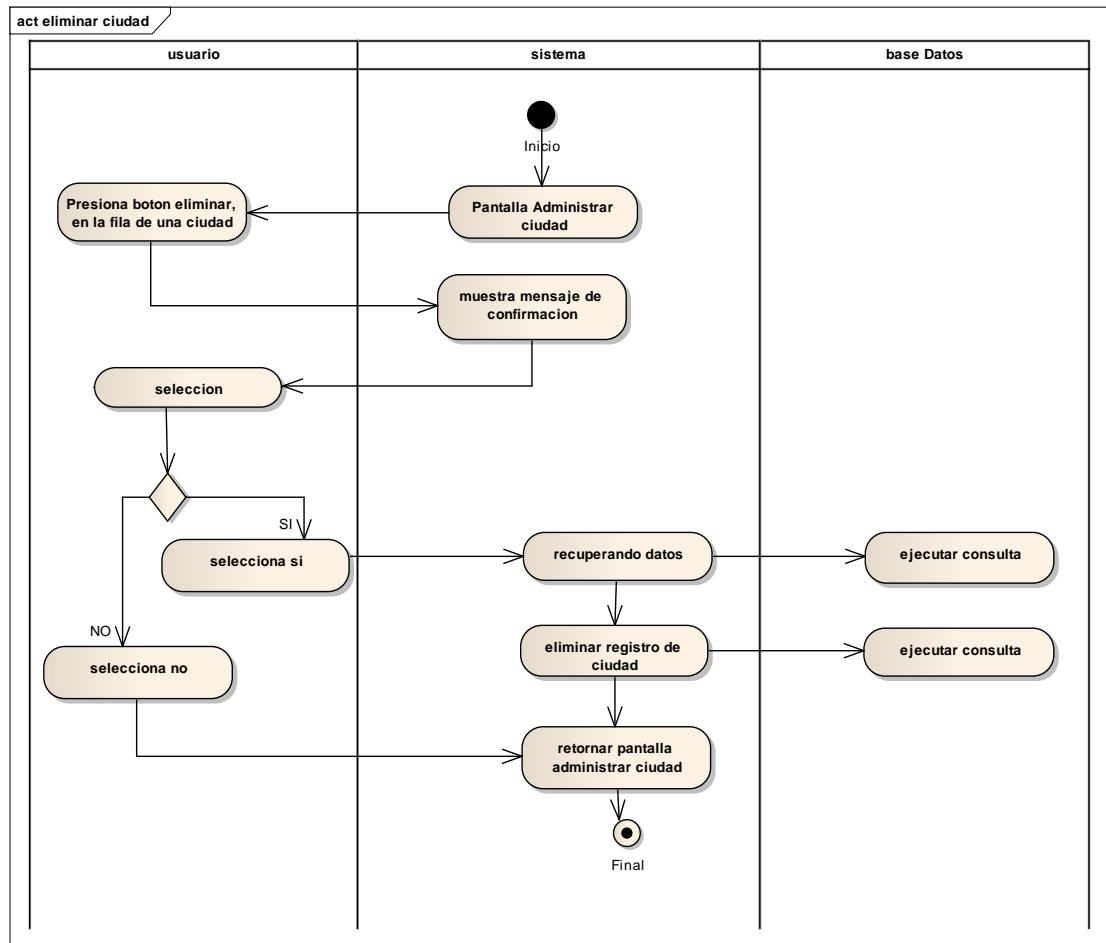 act eliminar ciudad
usuario
sistema
base Datos
Inicio
Presiona boton eliminar,
en la fila de una ciudad
Pantalla Administrar
ciudad
muestra mensaje de
confirmacion
seleccion
SI
selecciona si
recuperando datos
ejecutar consulta
NO
selecciona no
eliminar registro de
ciudad
ejecutar consulta
retornar pantalla
administrar ciudad
Final